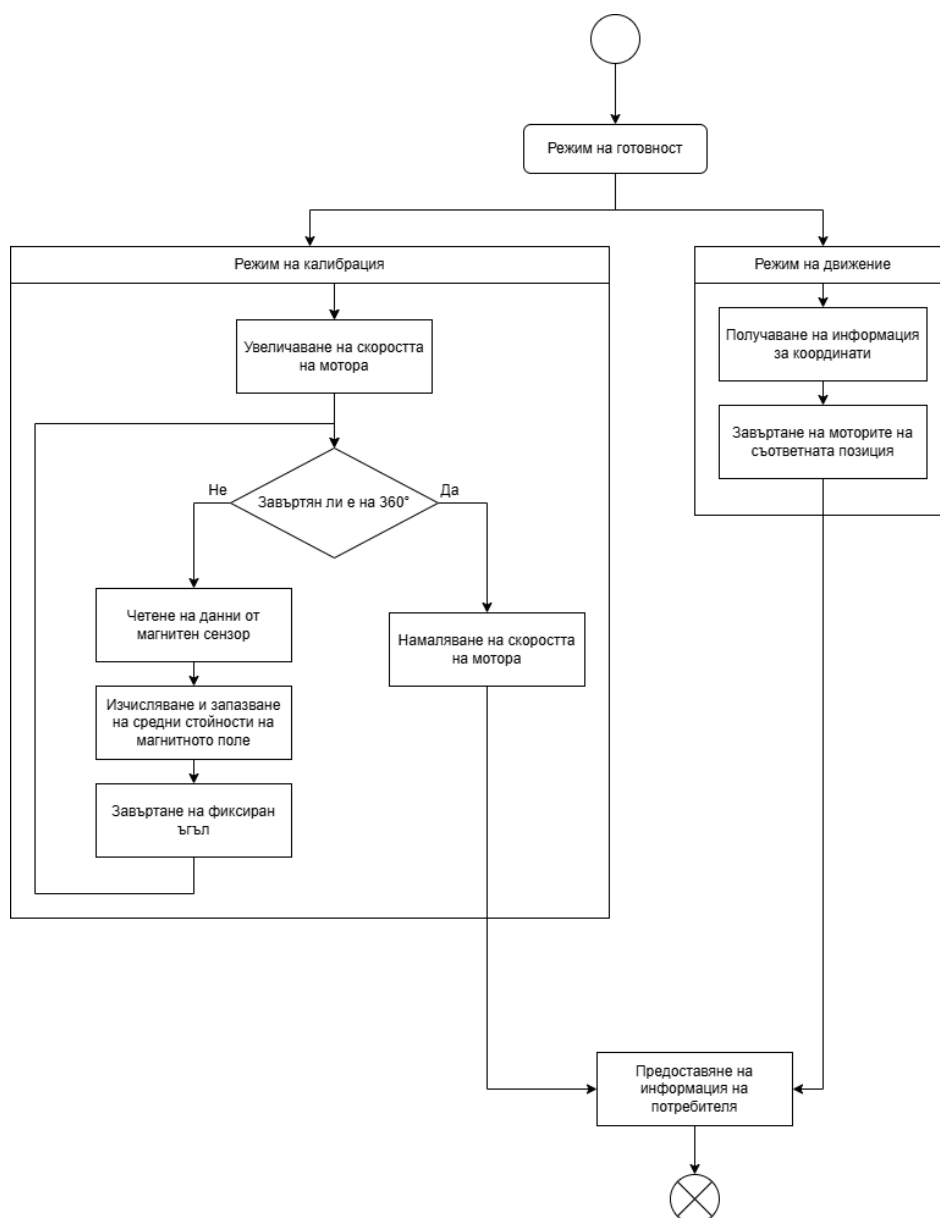 Режим на готовност
Режим на калибрация
Режим на движение
Увеличаване на скоростта
на мотора
Получаване на информация
за координати
Завъртане на моторите на
съответната позиция
Не
Да
Завъртян ли е на 360°
Четене на данни от
магнитен сензор
Намаляване на скоростта
на мотора
Изчисляване и запазване
на средни стойности на
магнитното поле
Завъртане на фиксиран
ъгъл
Предоставяне на
информация на
потребителя